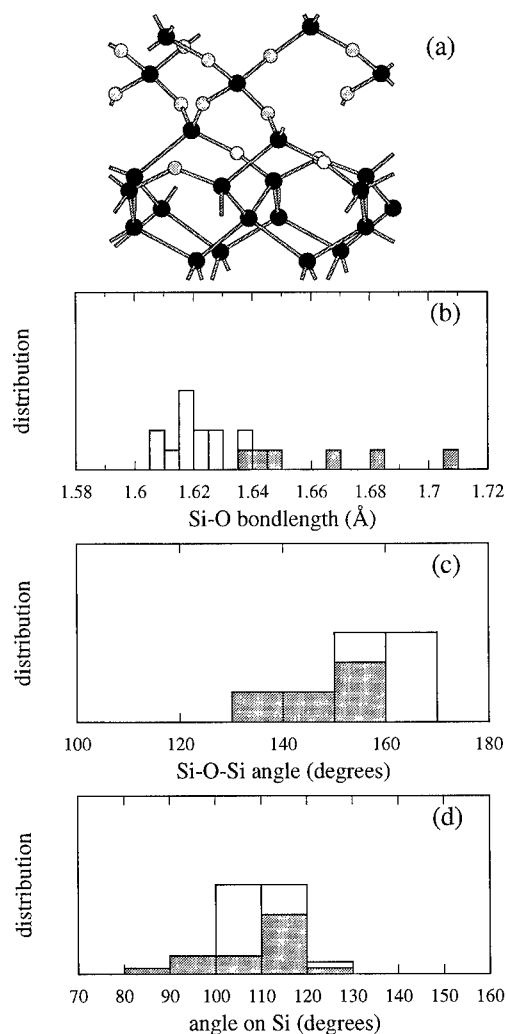 (a)
(b)
distribution
1.58 1.6 1.62 1.64 1.66 1.68 1.7 1.72
Si-O bondlength (Å)
(c)
distribution
100 120 140 160 180
Si-O-Si angle (degrees)
(d)
distribution
70 80 90 100 110 120 130 150 160
angle on Si (degrees)